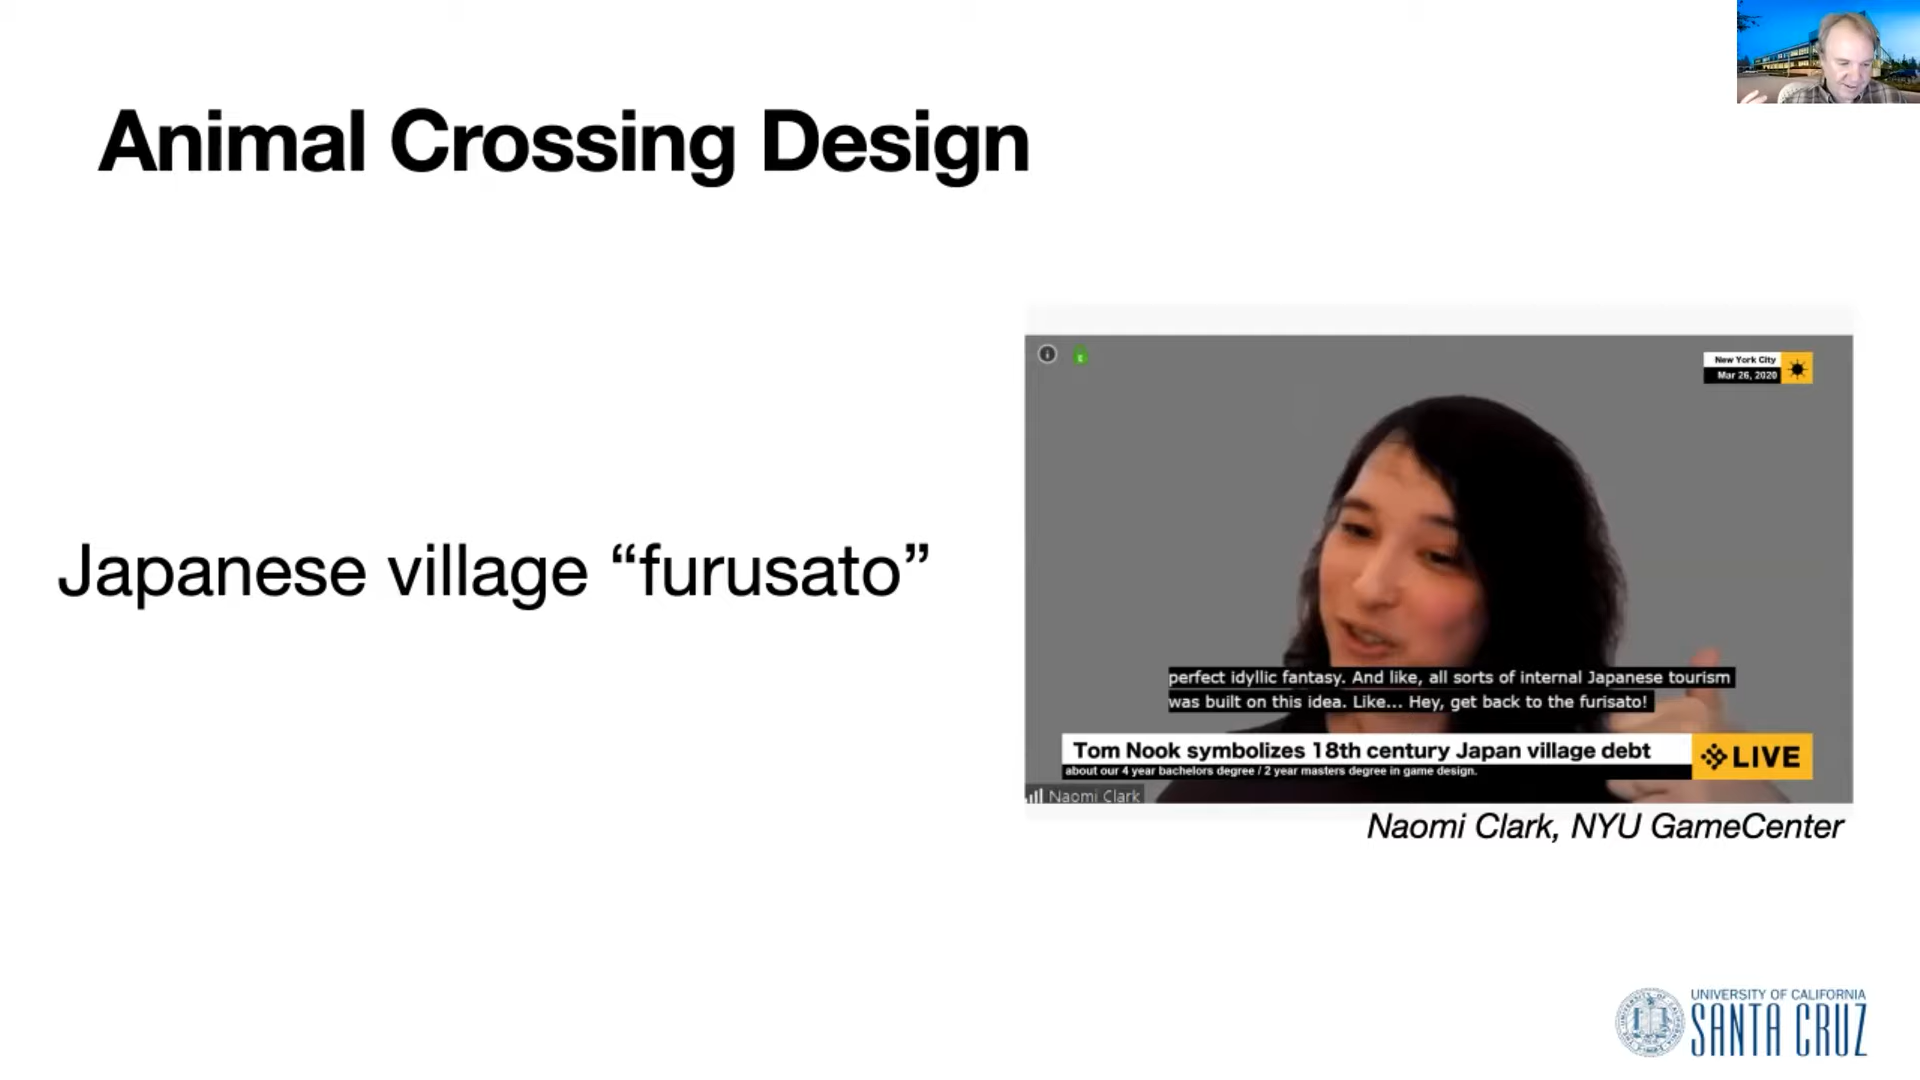 Animal Crossing Design
Japanese village “furusato”
New York City
Mar 26, 2020
perfect idyllic fantasy. And like, all sorts of internal Japanese tourism
was built on this idea. Like... Hey, get back to the furisato!
Tom Nook symbolizes 18th century Japan village debt
about our 4 year bachelors degree / 2 year masters degree in game design.
LIVE
Naomi Clark
Naomi Clark, NYU GameCenter
UNIVERSITY OF CALIFORNIA
SANTA CRUZ